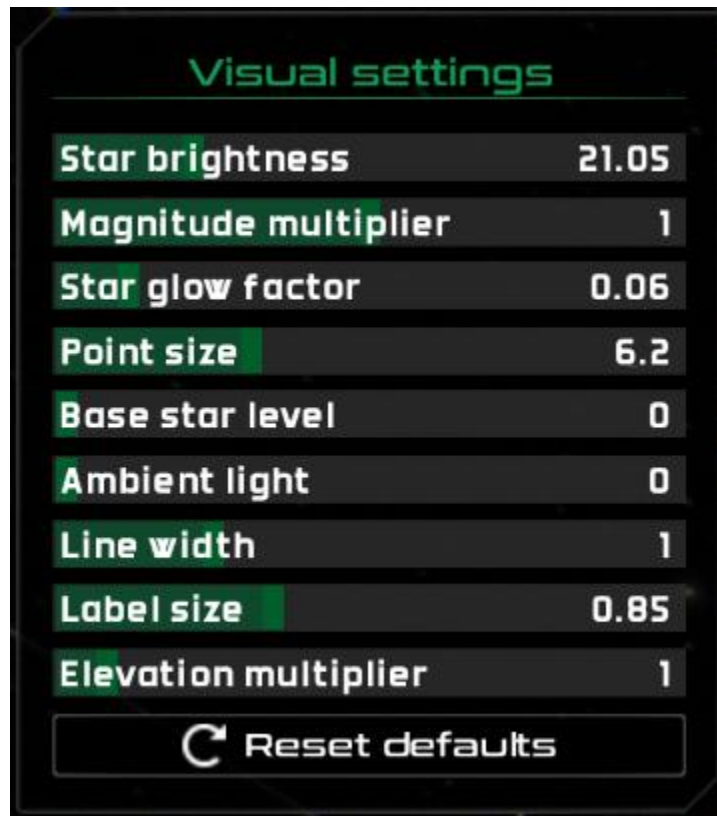 Visual settings
Star brightness 21.05
Magnitude multiplier 1
Star glow factor 0.06
Point size 6.2
Base star level 0
Ambient light 0
Line width 1
Label size 0.85
Elevation multiplier 1
Reset defaults